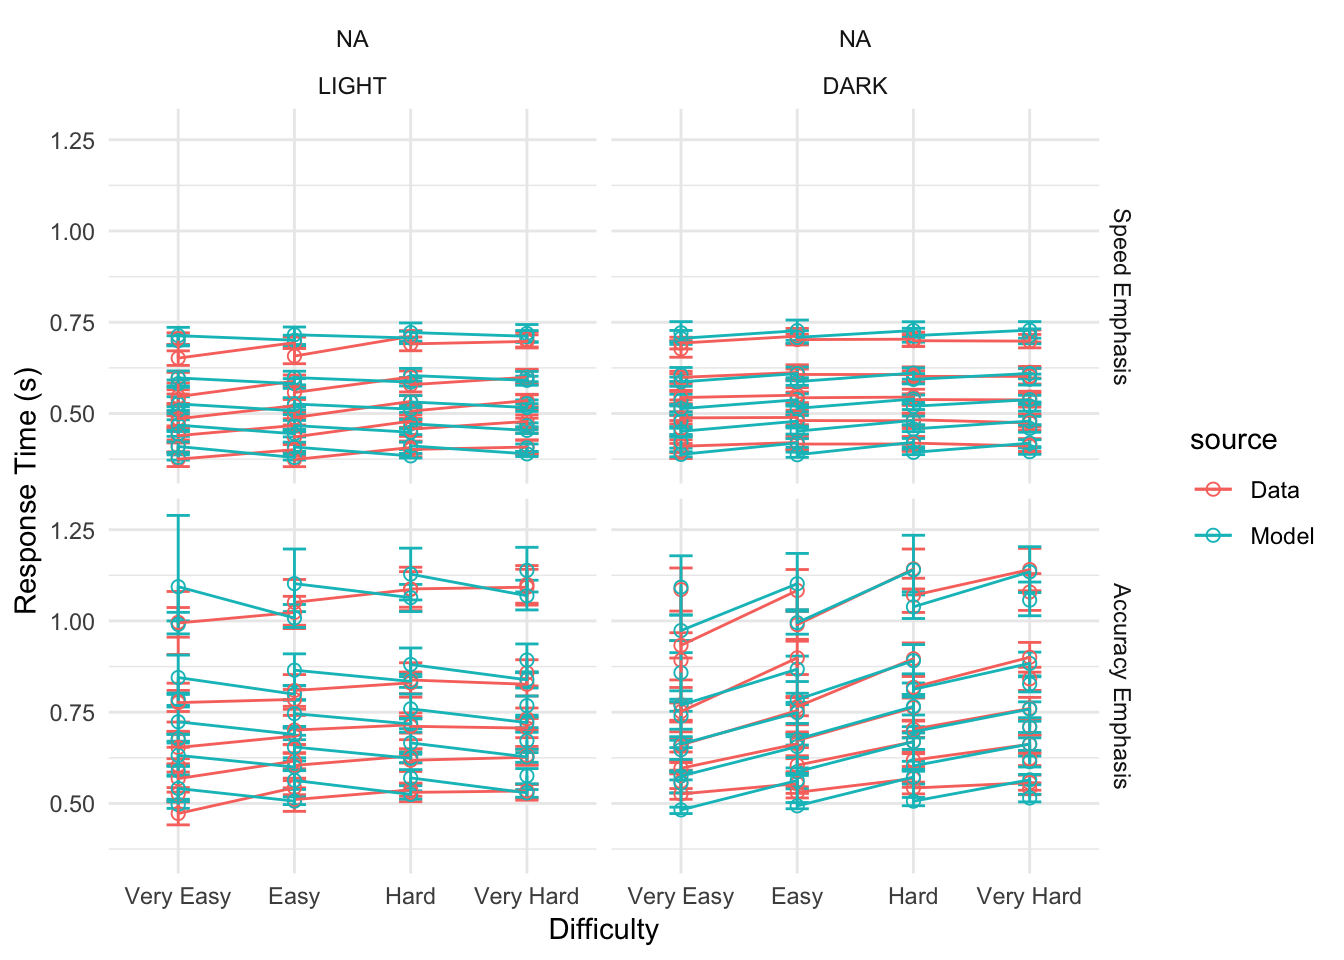 NA
NA
LIGHT
DARK
1.25
1.00
0.75
0.50
Speed Emphasis
1.25
1.00
0.75
0.50
Accuracy Emphasis
Response Time (s)
Very Easy
Easy
Hard
Very Hard
Very Easy
Easy
Hard
Very Hard
Difficulty
source
Data
Model